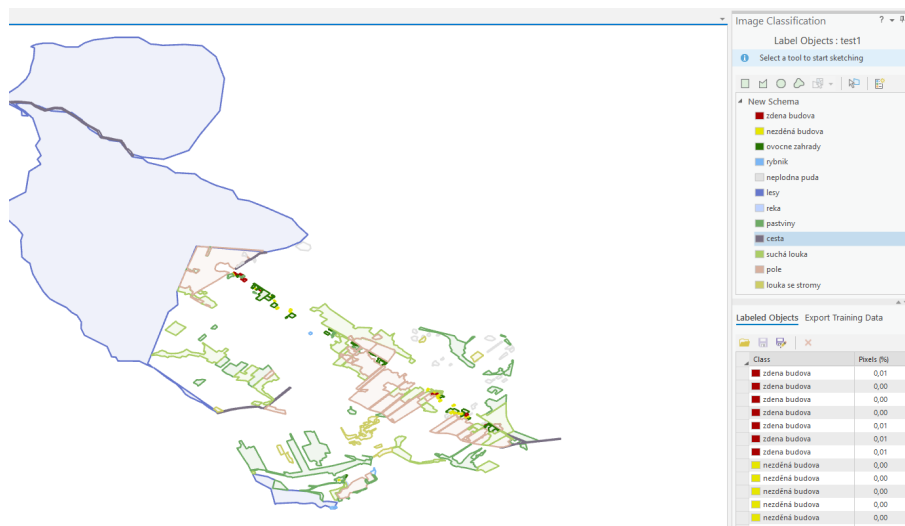 Image Classification
?
Label Objects : test1
Select a tool to start sketching
New Schema
zdena budova
nezděná budova
ovocne zahrady
rybnik
neplodna puda
lesy
reka
pastviny
cesta
suchá louka
pole
louka se stromy
Labeled Objects Export Training Data
Class Pixels (%)
zdena budova 0,01
zdena budova 0,00
zdena budova 0,00
zdena budova 0,00
zdena budova 0,01
zdena budova 0,01
zdena budova 0,01
nezděná budova 0,00
nezděná budova 0,00
nezděná budova 0,00
nezděná budova 0,00
nezděná budova 0,00